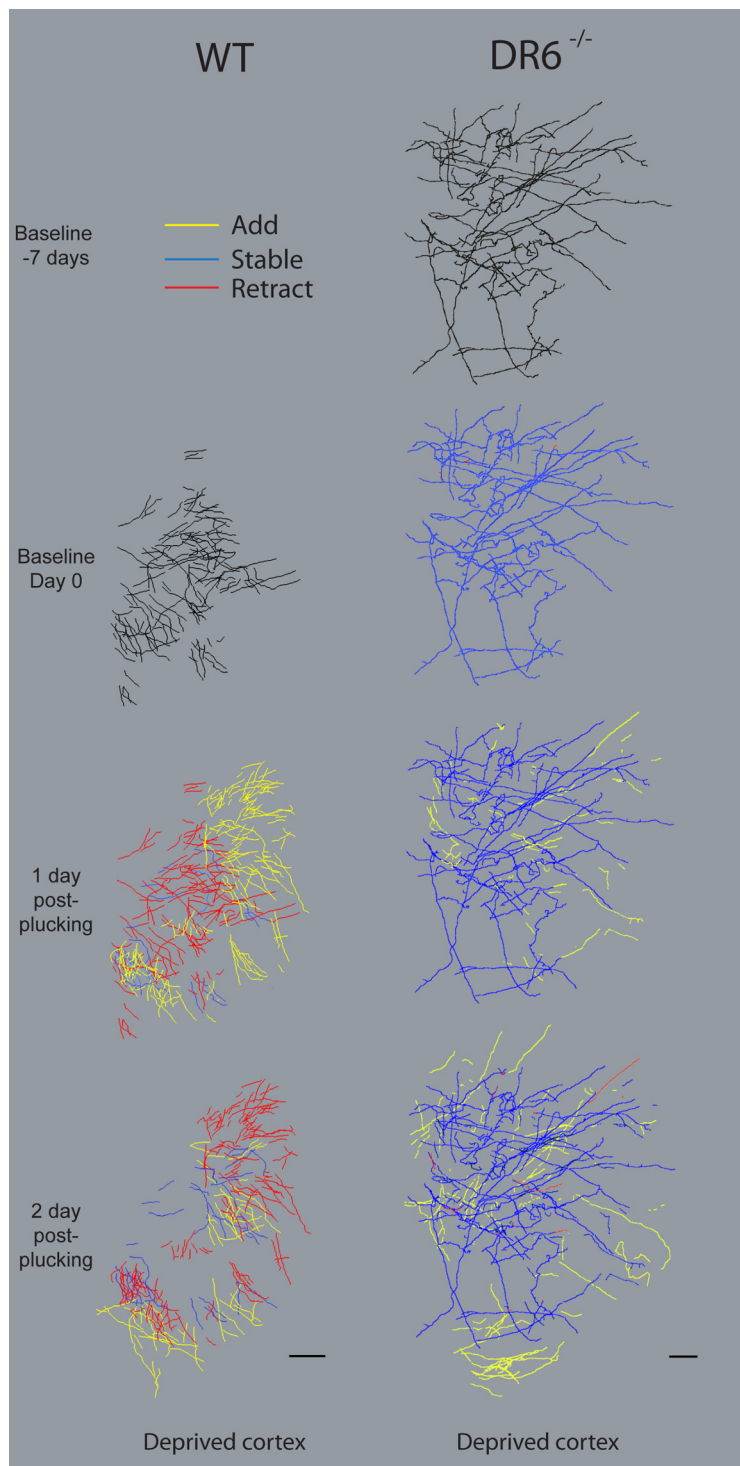 WT
DR6 -/-
Baseline
-7 days
Add
Stable
Retract
Baseline
Day 0
1 day
post-
plucking
2 day
post-
plucking
Deprived cortex
Deprived cortex